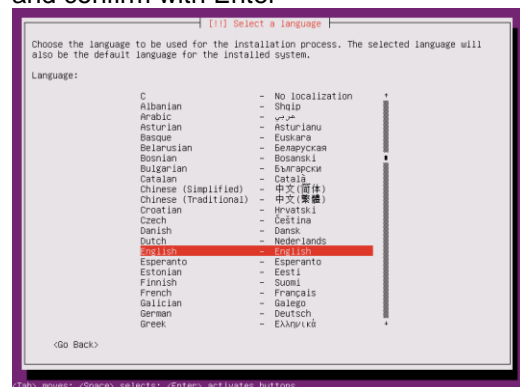 and confirm with Enter
[!!] Select a language
Choose the language to be used for the installation process. The selected language will
also be the default language for the installed system.
Language:
C - No localization
Albanian - Shqip
Arabic - عربي
Asturian - Asturianu
Basque - Euskara
Belarusian - Беларуская
Bosnian - Bosanski
Bulgarian - Български
Catalan - Català
Chinese (Simplified) - 中文(简体)
Chinese (Traditional) - 中文(繁體)
Croatian - Hrvatski
Czech - Čeština
Danish - Dansk
Dutch - Nederlands
English - English
Esperanto - Esperanto
Estonian - Eesti
Finnish - Suomi
French - Français
Galician - Galego
German - Deutsch
Greek - Ελληνικά
<Go Back>
<Tab> moves; <Space> selects; <Enter> activates buttons